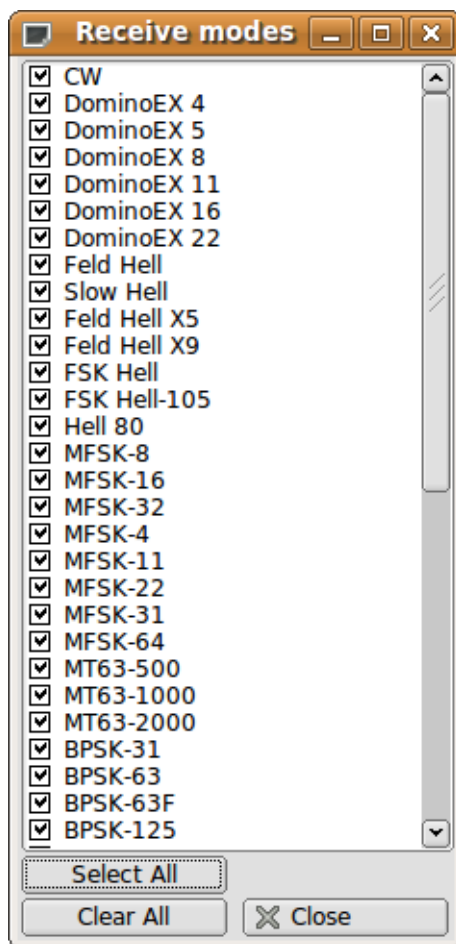 Receive modes
CW
DominoEX 4
DominoEX 5
DominoEX 8
DominoEX 11
DominoEX 16
DominoEX 22
Feld Hell
Slow Hell
Feld Hell X5
Feld Hell X9
FSK Hell
FSK Hell-105
Hell 80
MFSK-8
MFSK-16
MFSK-32
MFSK-4
MFSK-11
MFSK-22
MFSK-31
MFSK-64
MT63-500
MT63-1000
MT63-2000
BPSK-31
BPSK-63
BPSK-63F
BPSK-125
Select All
Clear All Close